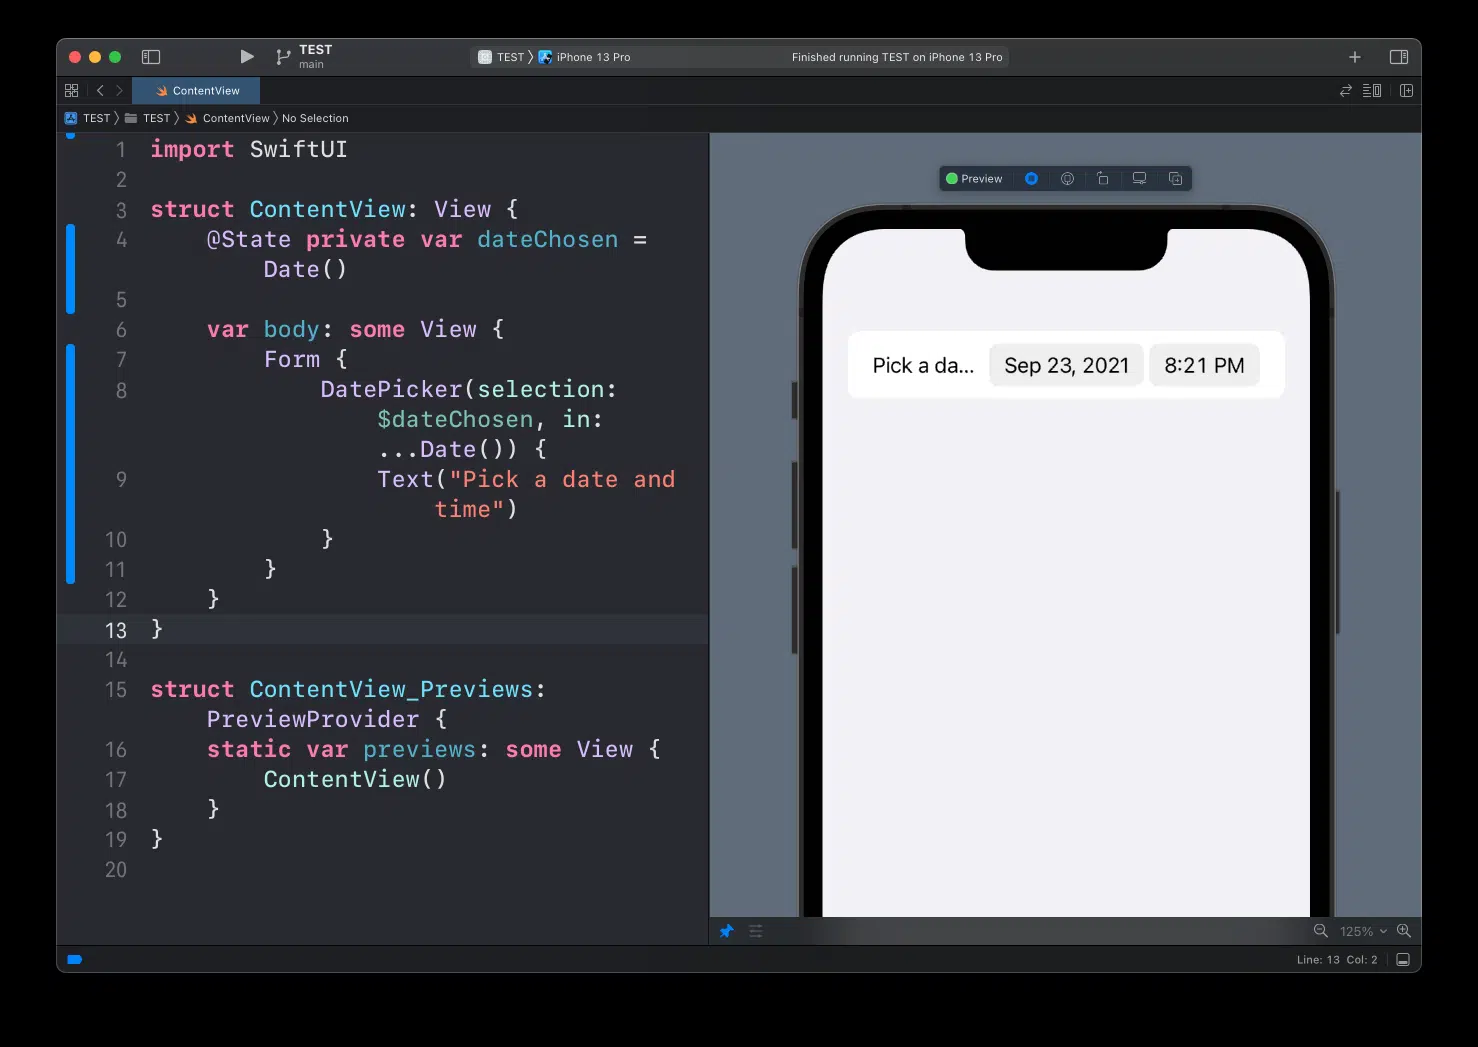 TEST
main
TEST 〉 iPhone 13 Pro
Finished running TEST on iPhone 13 Pro
ContentView
TEST 〉 TEST 〉 ContentView 〉 No Selection
1 import SwiftUI
2
3 struct ContentView: View {
4 @State private var dateChosen =
Date()
5
6 var body: some View {
7 Form {
8 DatePicker(selection:
$dateChosen, in:
...Date()) {
9 Text("Pick a date and
time")
10 }
11 }
12 }
13 }
14
15 struct ContentView_Previews:
PreviewProvider {
16 static var previews: some View {
17 ContentView()
18 }
19 }
20
Preview
Pick a da... Sep 23, 2021 8:21 PM
125%
Line: 13 Col: 2